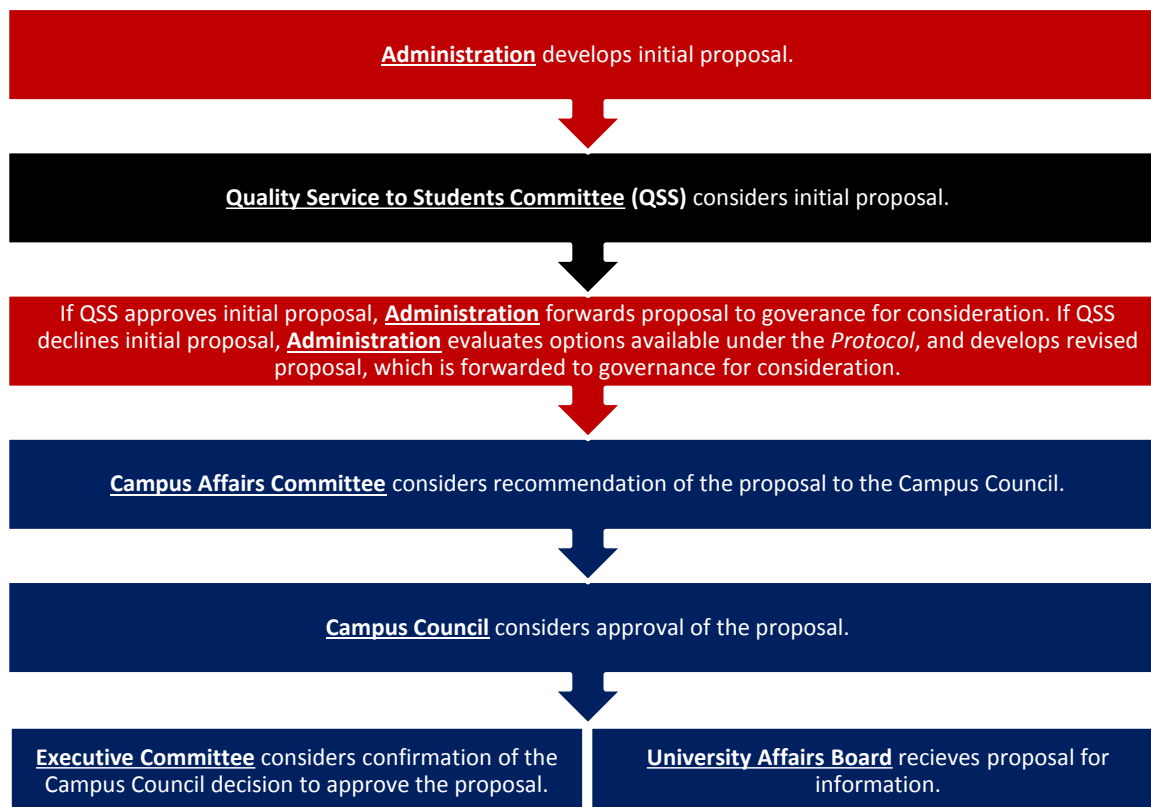 Administration develops initial proposal.
Quality Service to Students Committee (QSS) considers initial proposal.
If QSS approves initial proposal, Administration forwards proposal to goverance for consideration. If QSS
declines initial proposal, Administration evaluates options available under the Protocol, and develops revised
proposal, which is forwarded to governance for consideration.
Campus Affairs Committee considers recommendation of the proposal to the Campus Council.
Campus Council considers approval of the proposal.
Executive Committee considers confirmation of the
Campus Council decision to approve the proposal.
University Affairs Board recieves proposal for
information.